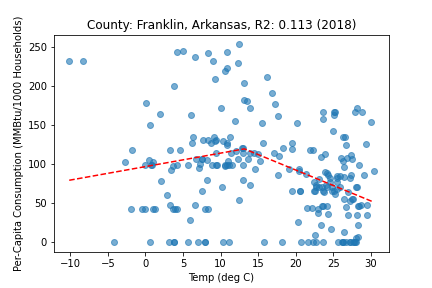 County: Franklin, Arkansas, R2: 0.113 (2018)
Per-Capita Consumption (MMBtu/1000 Households)
250
200
150
100
50
0
−10 −5 0 5 10 15 20 25 30
Temp (deg C)